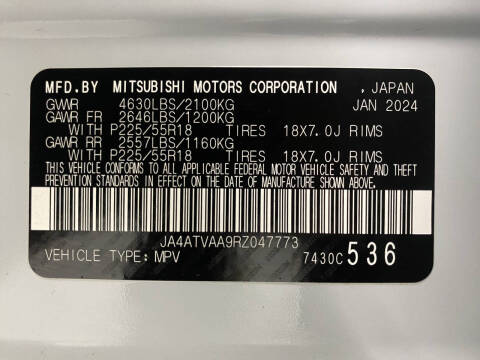 MFD.BY MITSUBISHI MOTORS CORPORATION , JAPAN
GVWR 4630LBS/2100KG JAN 2024
GAWR FR 2646LBS/1200KG
WITH P225/55R18 TIRES 18X7.0J RIMS
GAWR RR 2557LBS/1160KG
WITH P225/55R18 TIRES 18X7.0J RIMS
THIS VEHICLE CONFORMS TO ALL APPLICABLE FEDERAL MOTOR VEHICLE SAFETY AND THEFT
PREVENTION STANDARDS IN EFFECT ON THE DATE OF MANUFACTURE SHOWN ABOVE.
JA4ATVAA9RZ047773
VEHICLE TYPE: MPV 7430C 536